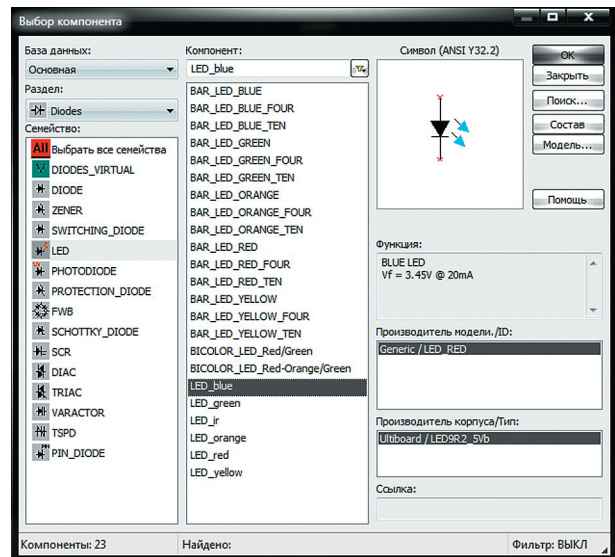 Выбор компонента
База данных:
Основная
Раздел:
Diodes
Семейство:
All Выбрать все семейства
DIODES_VIRTUAL
DIODE
ZENER
SWITCHING_DIODE
LED
PHOTODIODE
PROTECTION_DIODE
FWB
SCHOTTKY_DIODE
SCR
DIAC
TRIAC
VARACTOR
TSPD
PIN_DIODE
Компонент:
LED_blue
BAR_LED_BLUE
BAR_LED_BLUE_FOUR
BAR_LED_BLUE_TEN
BAR_LED_GREEN
BAR_LED_GREEN_FOUR
BAR_LED_GREEN_TEN
BAR_LED_ORANGE
BAR_LED_ORANGE_FOUR
BAR_LED_ORANGE_TEN
BAR_LED_RED
BAR_LED_RED_FOUR
BAR_LED_RED_TEN
BAR_LED_YELLOW
BAR_LED_YELLOW_FOUR
BAR_LED_YELLOW_TEN
BICOLOR_LED_Red/Green
BICOLOR_LED_Red-Orange/Green
LED_blue
LED_green
LED_ir
LED_orange
LED_red
LED_yellow
Символ (ANSI Y32.2)
OK
Закрыть
Поиск...
Состав
Модель...
Помощь
Функция:
BLUE LED
Vf = 3.45V @ 20mA
Производитель модели./ID:
Generic / LED_RED
Производитель корпуса/Тип:
Ultiboard / LED9R2_5Vb
Ссылка:
Компоненты: 23
Найдено:
Фильтр: ВЫКЛ